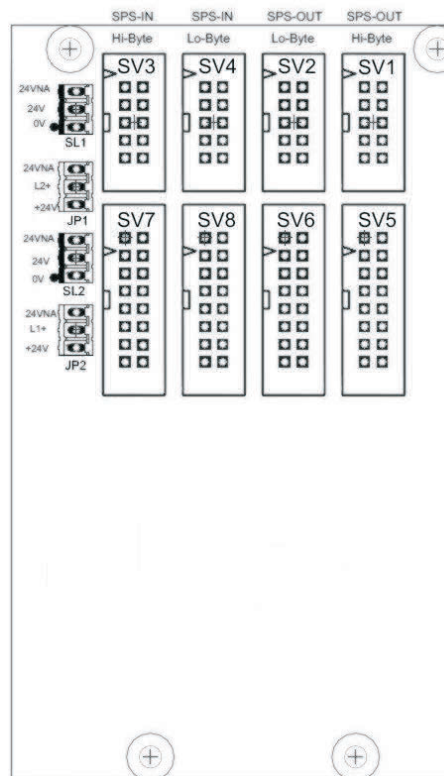 SPS-IN SPS-IN SPS-OUT SPS-OUT
Hi-Byte Lo-Byte Lo-Byte Hi-Byte
SV3 SV4 SV2 SV1
24VNA
24V
0V
SL1
24VNA
L2+
+24V
JP1
SV7 SV8 SV6 SV5
24VNA
24V
0V
SL2
24VNA
L1+
+24V
JP2